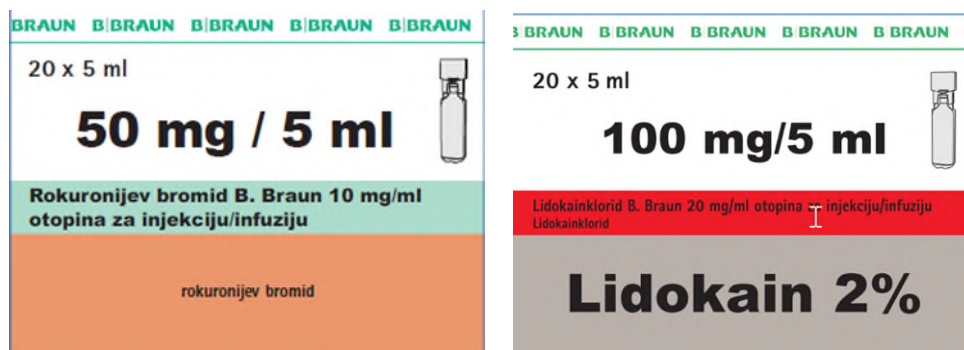 BRAUN B|BRAUN B|BRAUN B|BRAUN B|BRAUN
20 x 5 ml
50 mg / 5 ml
Rokuronijev bromid B. Braun 10 mg/ml
otopina za injekciju/infuziju
rokuronijev bromid
B BRAUN B BRAUN B BRAUN B BRAUN B BRAUN
20 x 5 ml
100 mg/5 ml
Lidokainklorid B. Braun 20 mg/ml otopina za injekciju/infuziju
Lidokainklorid
Lidokain 2%